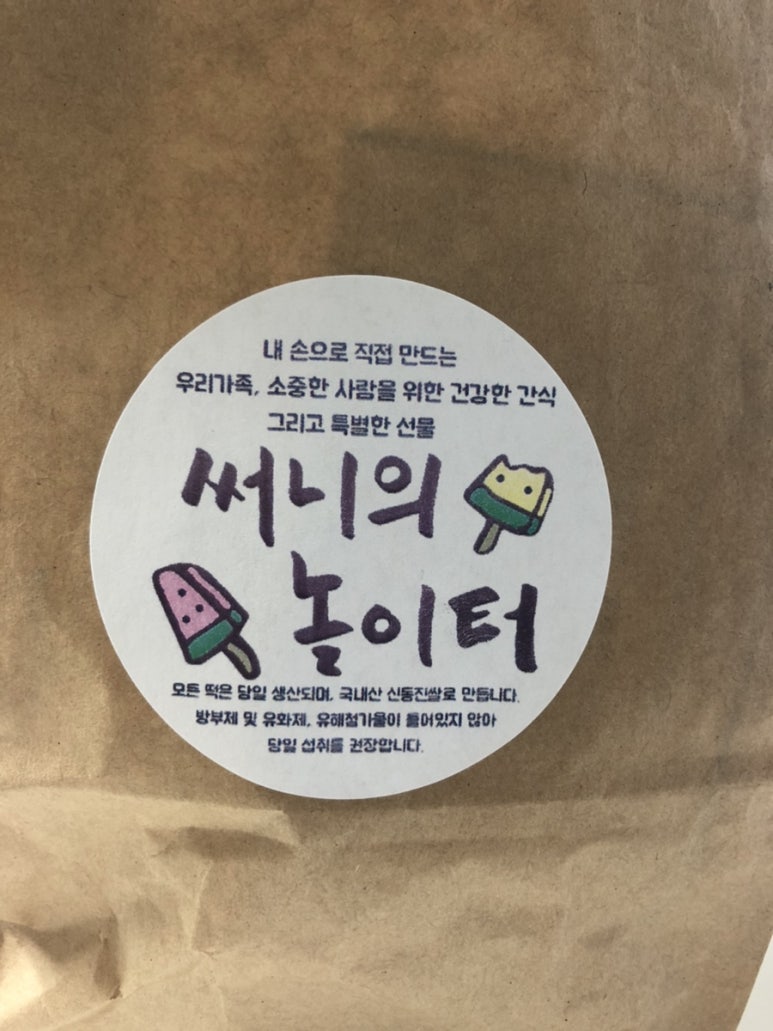 내 손으로 직접 만드는
우리가족, 소중한 사람을 위한 건강한 간식
그리고 특별한 선물
써니의
놀이터
모든 떡은 당일 생산되며, 국내산 신동진쌀로 만듭니다.
방부제 및 유화제, 유해첨가물이 들어있지 않아
당일 섭취를 권장합니다.